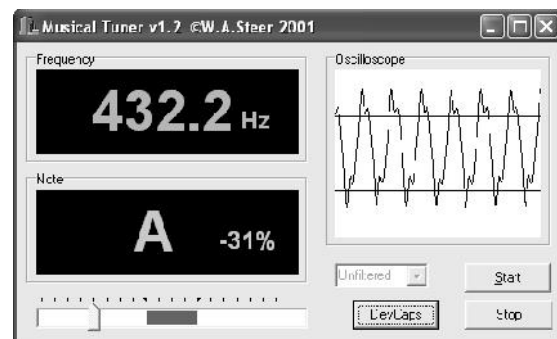 Musical Tuner v1.2 ©W.A.Steer 2001
Frequency
432.2 Hz
Note
A -31%
Oscilloscope
Unfiltered
Start
DevCaps
Stop